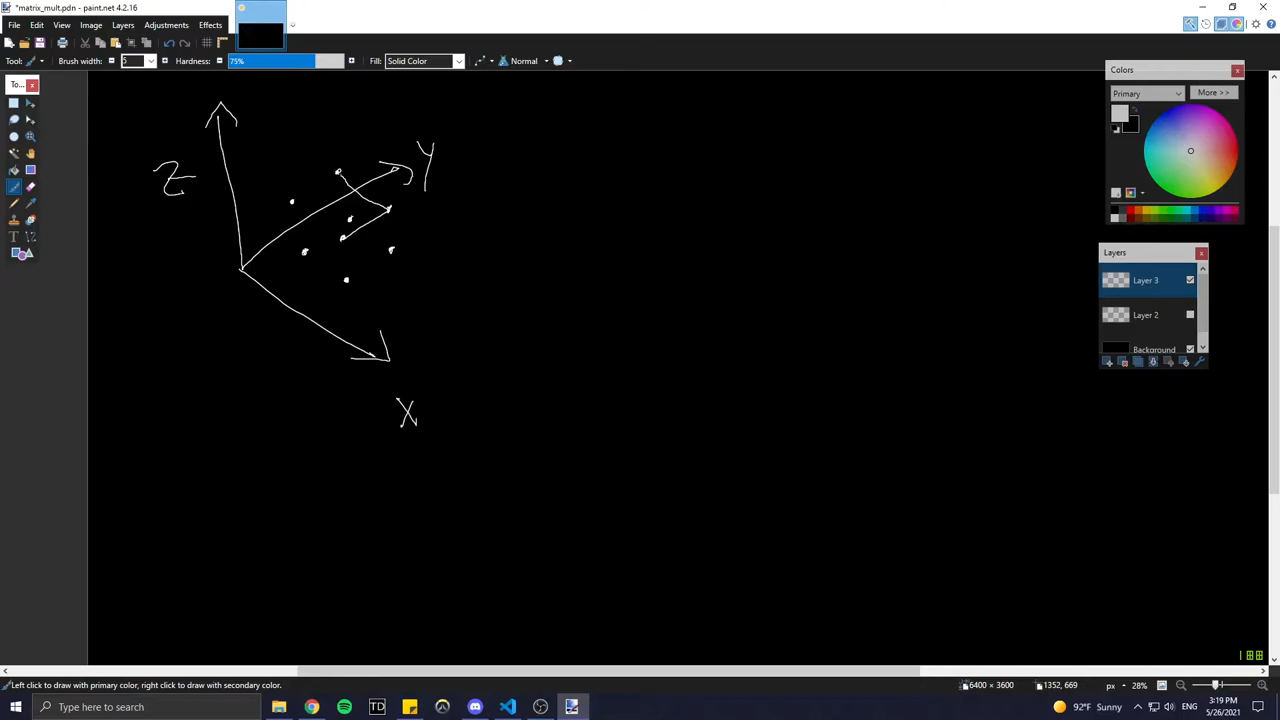 *matrix_mult.pdn - paint.net 4.2.16
File Edit View Image Layers Adjustments Effects
Brush width: 5 Hardness: 75% Fill: Solid Color Normal
Tool:
To...
Colors
Primary More >>
Z
Y
X
Layers
Layer 3
Layer 2
Background
Left click to draw with primary color, right click to draw with secondary color.
6400 × 3600 1352, 669 px 28%
Type here to search
TD
92°F Sunny ENG
3:19 PM
5/26/2021